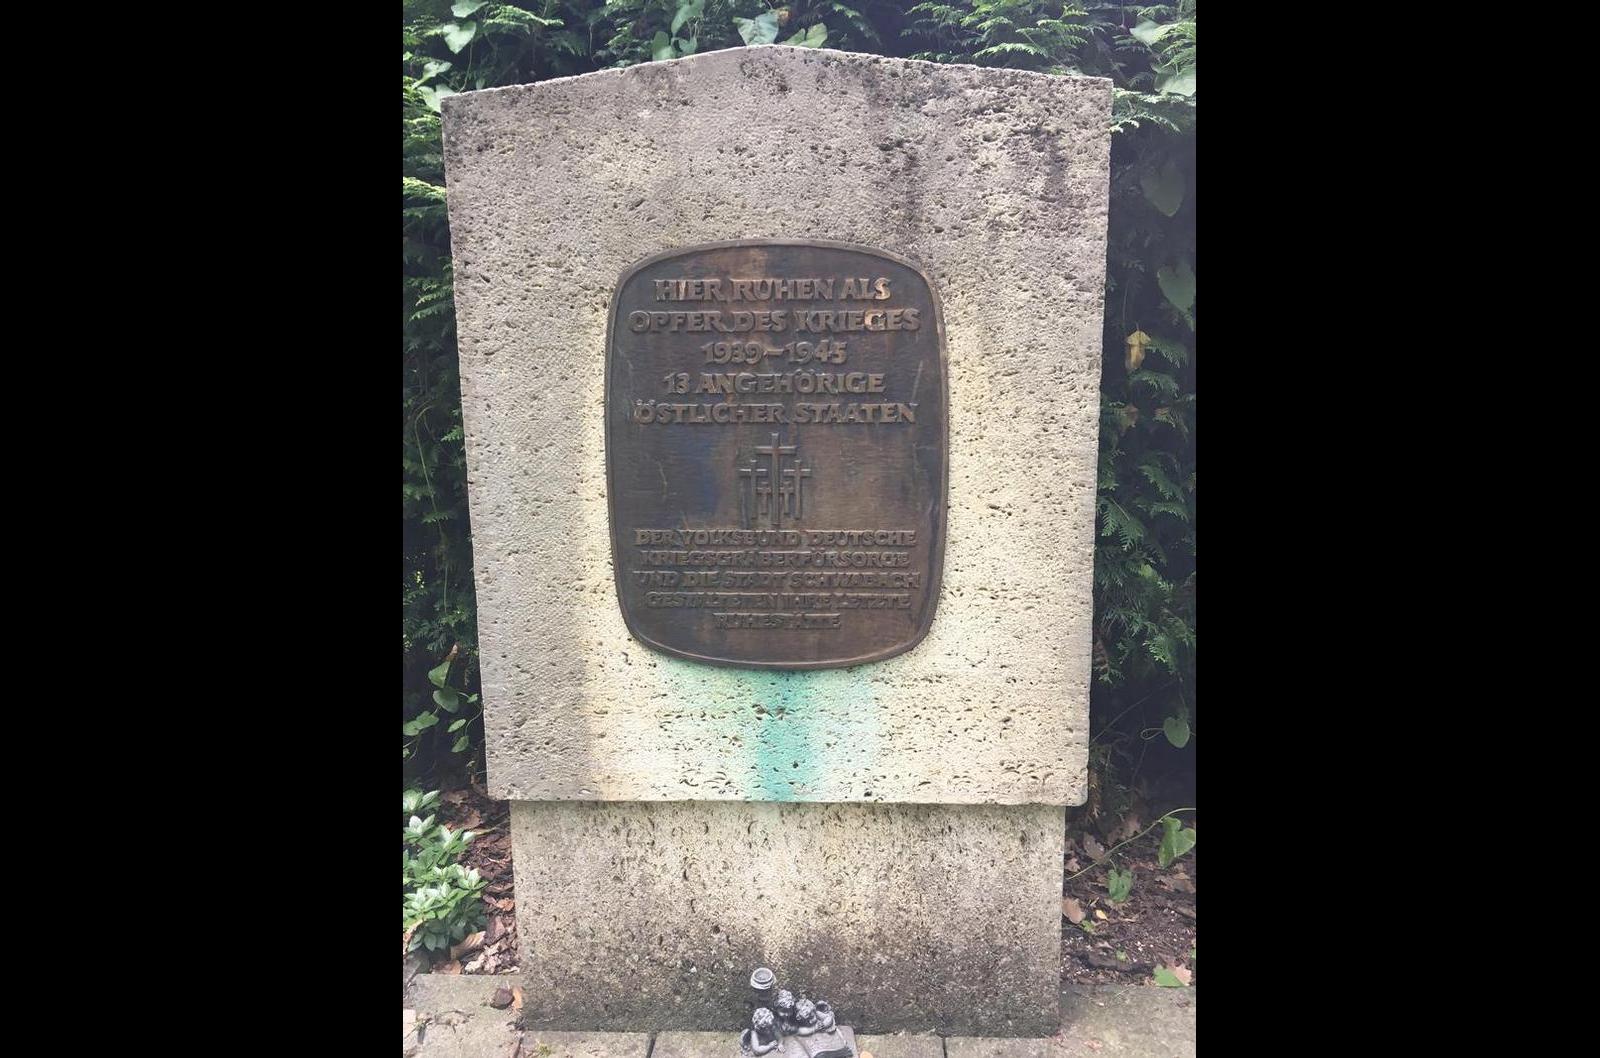 HIER RUHEN ALS
OPFER DES KRIEGES
1939-1945
13 ANGEHÖRIGE
ÖSTLICHER STAATEN
DER VOLKSBUND DEUTSCHE
KRIEGSGRÄBERFÜRSORGE
UND DIE STADT SCHWABACH
GESTALTETEN IHRE LETZTE
RUHESTÄTTE